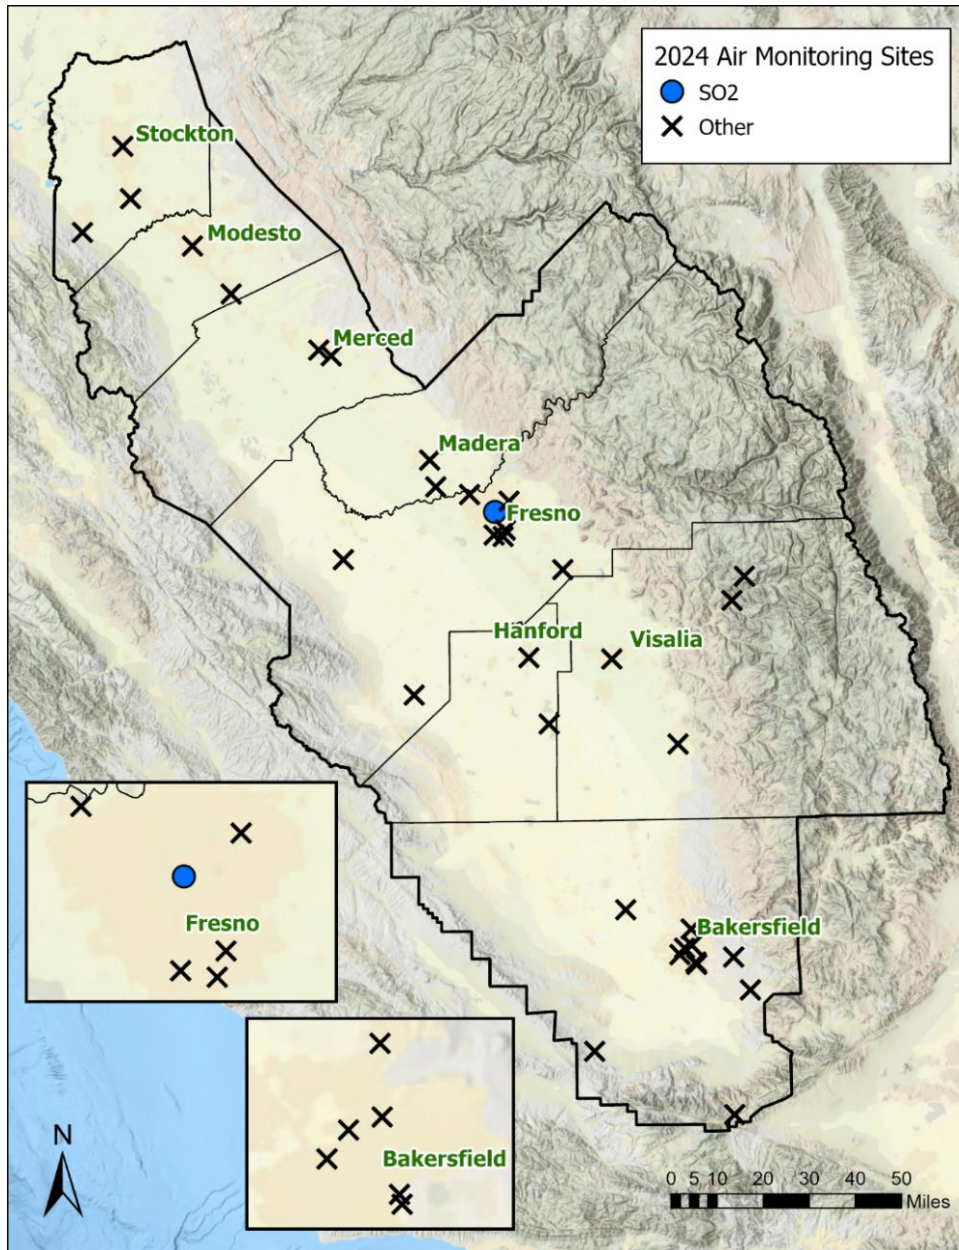 2024 Air Monitoring Sites
SO2
Other
Stockton
Modesto
Merced
Madera
Fresno
Hanford
Visalia
Fresno
Bakersfield
Bakersfield
N
0 5 10 20 30 40 50
Miles